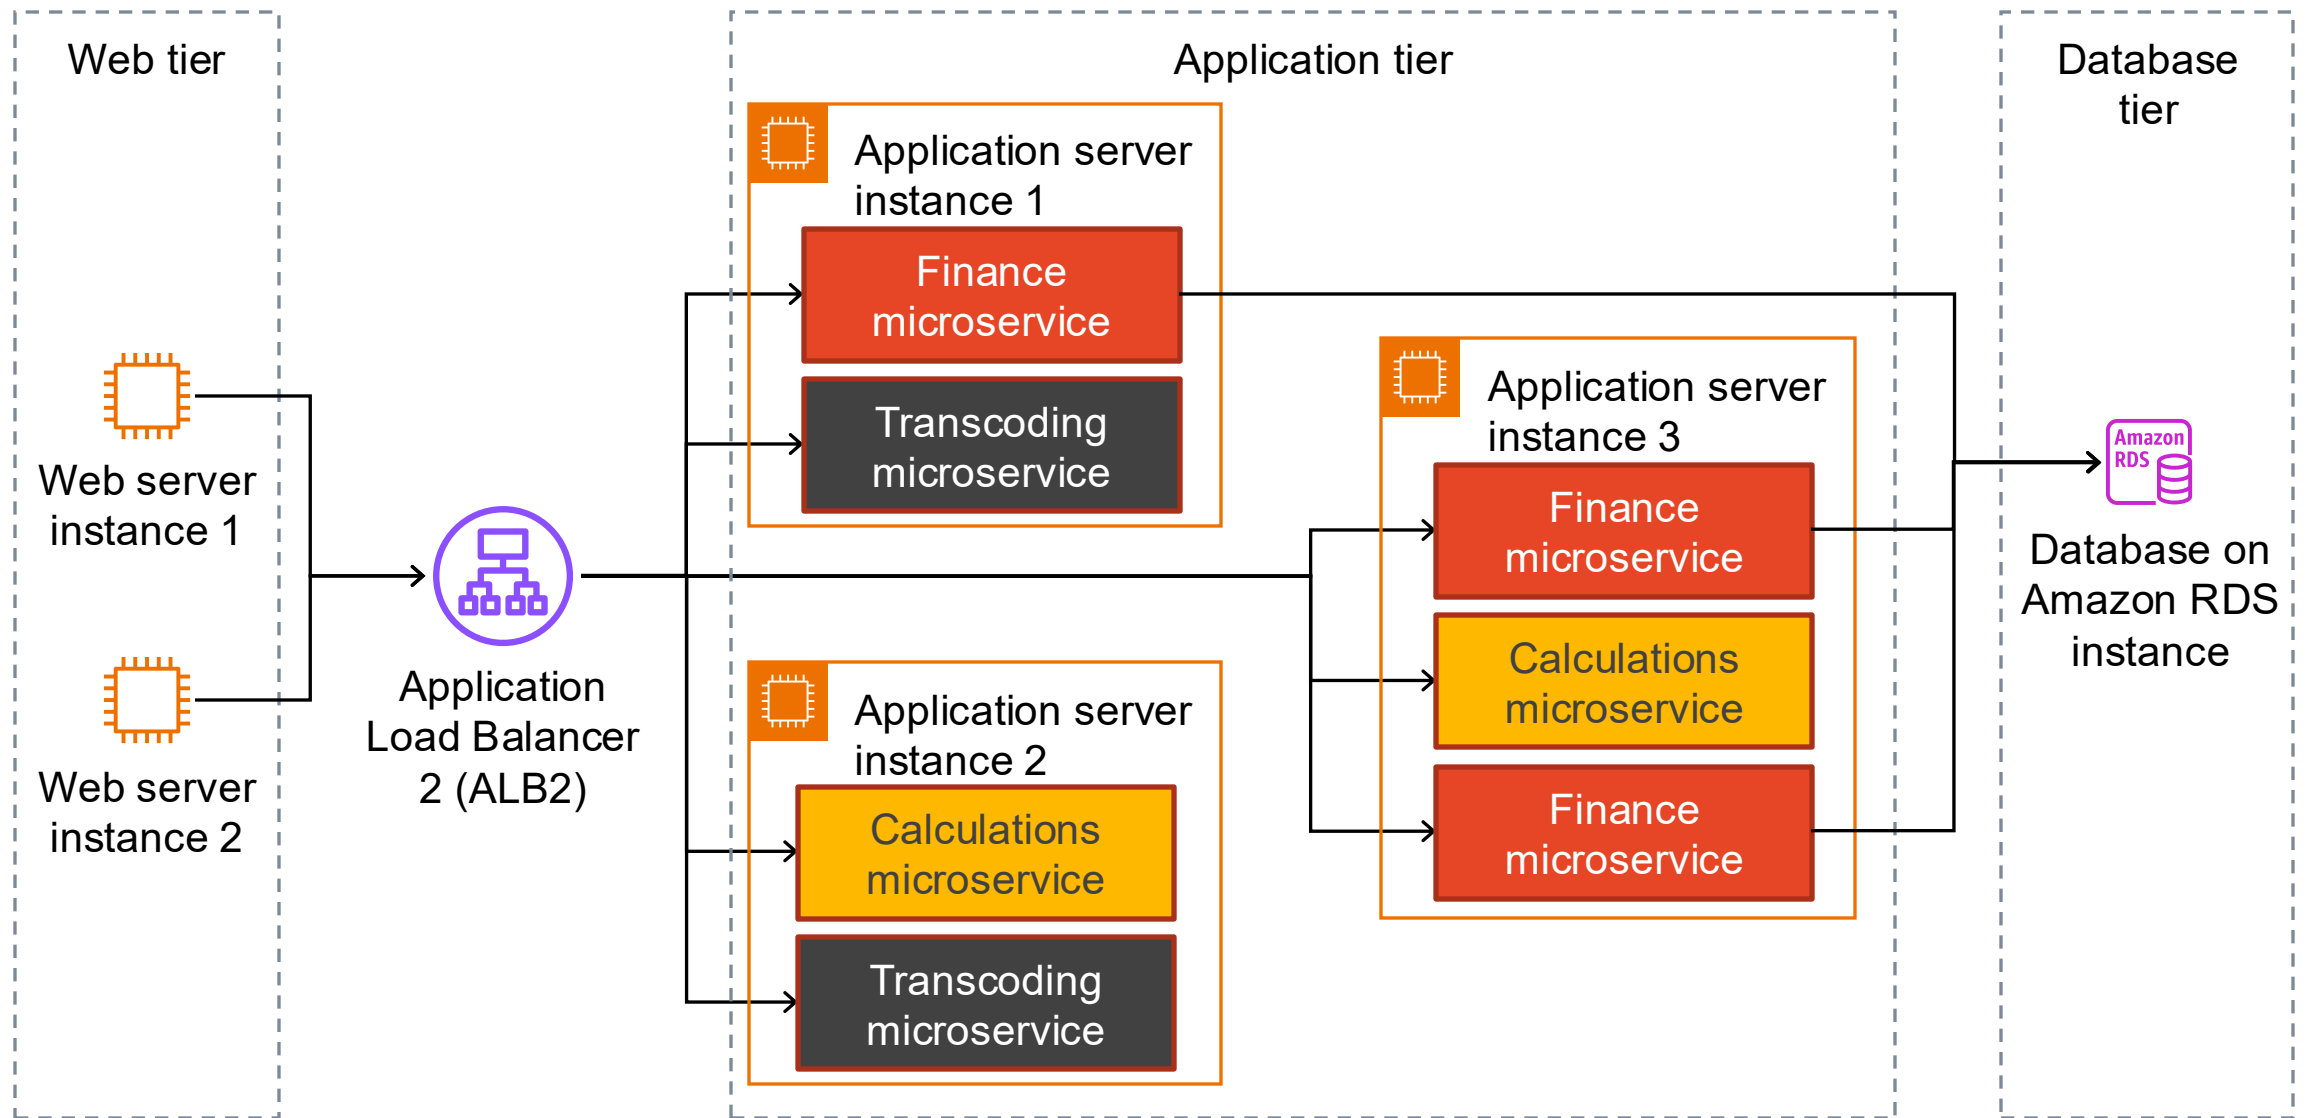 Web tier
Web server
instance 1
Web server
instance 2
Application
Load Balancer
2 (ALB2)
Application tier
Application server
instance 1
Finance
microservice
Transcoding
microservice
Application server
instance 2
Calculations
microservice
Transcoding
microservice
Application server
instance 3
Finance
microservice
Calculations
microservice
Finance
microservice
Database
tier
Amazon
RDS
Database on
Amazon RDS
instance